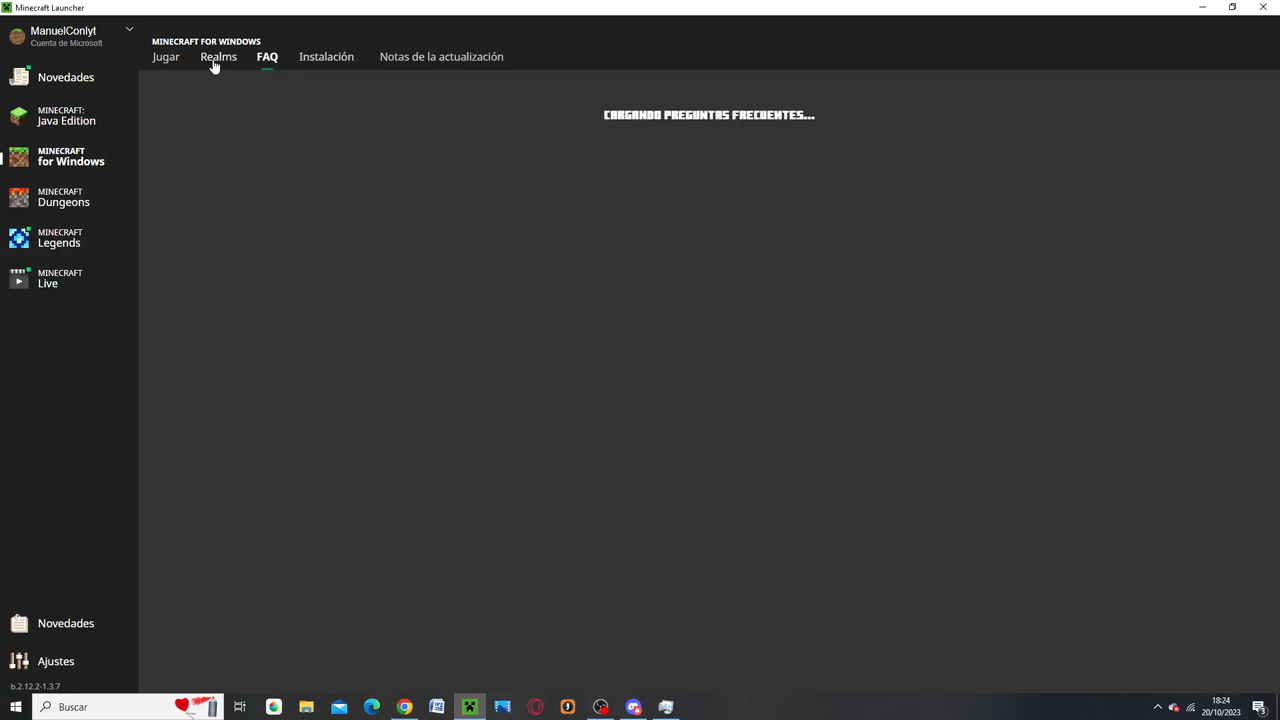 Minecraft Launcher
ManuelConlyt
Cuenta de Microsoft
Novedades
MINECRAFT:
Java Edition
MINECRAFT
for Windows
MINECRAFT
Dungeons
MINECRAFT
Legends
MINECRAFT
Live
Novedades
Ajustes
b.2.12.2-1.3.7
MINECRAFT FOR WINDOWS
Jugar Realms FAQ Instalación Notas de la actualización
CARGANDO PREGUNTAS FRECUENTES...
Buscar
18:24
20/10/2023